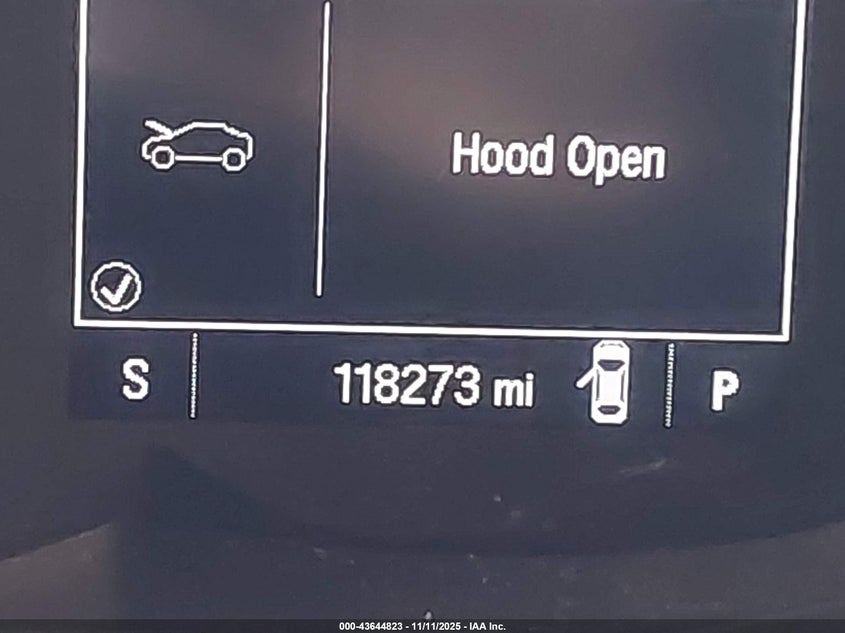 Hood Open
S 118273 mi P
000-43644823 - 11/11/2025 - IAA Inc.